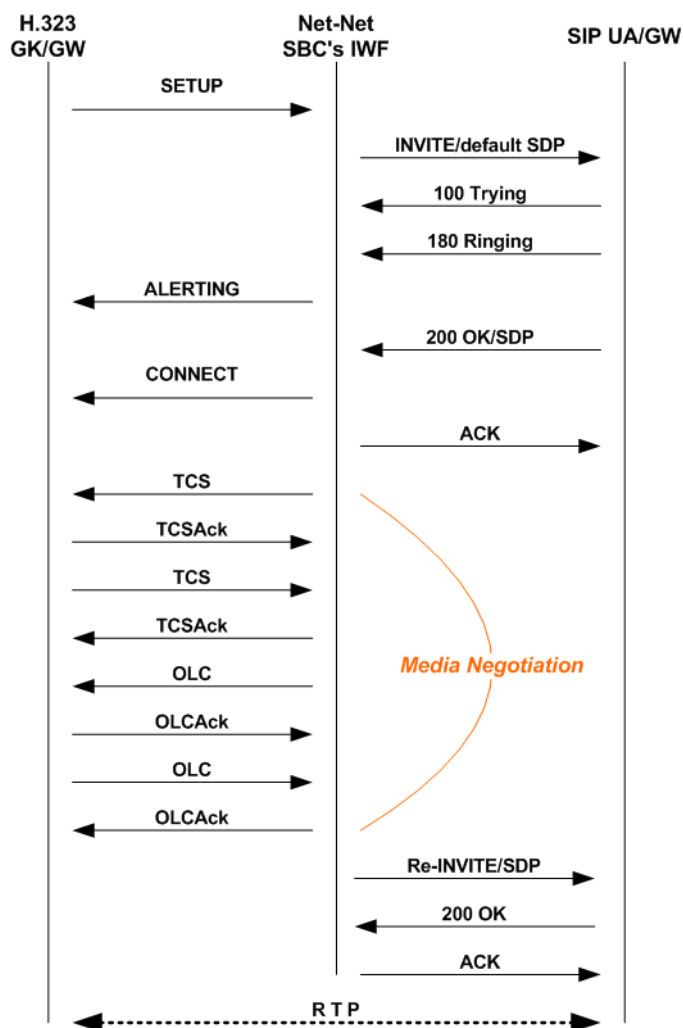 H.323
GK/GW
Net-Net
SBC's IWF
SIP UA/GW
SETUP
INVITE/default SDP
100 Trying
180 Ringing
ALERTING
200 OK/SDP
CONNECT
ACK
TCS
TCSAck
TCS
TCSAck
Media Negotiation
OLC
OLCAck
OLC
OLCAck
Re-INVITE/SDP
200 OK
ACK
R T P